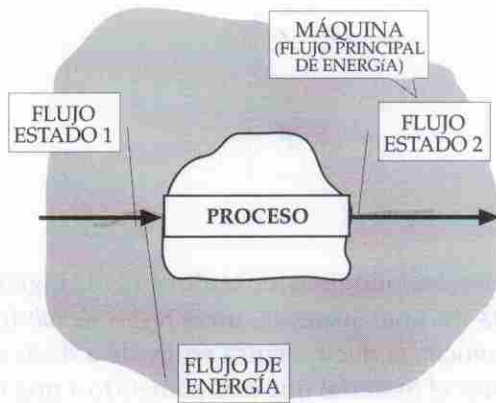 MÁQUINA
(FLUJO PRINCIPAL
DE ENERGÍA)
FLUJO
ESTADO 1
FLUJO
ESTADO 2
PROCESO
FLUJO DE
ENERGÍA